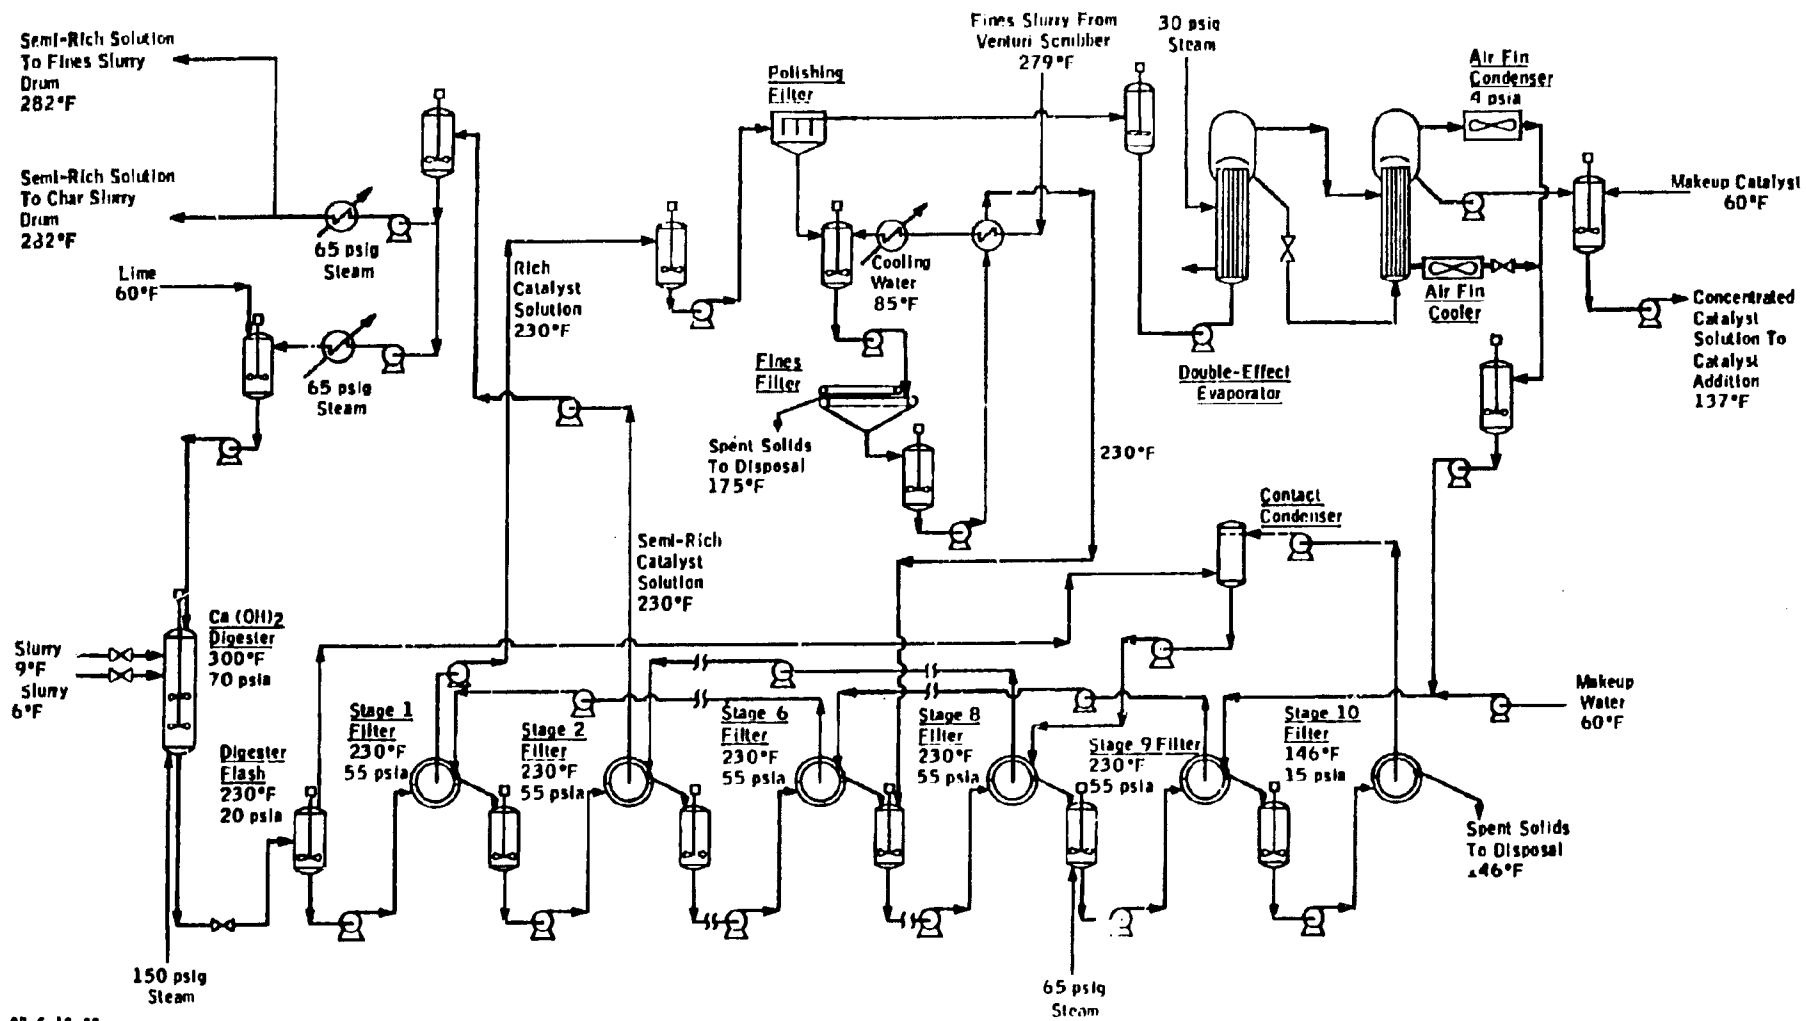 Semi-Rich Solution
To Fines Slurry
Drum
282°F
Semi-Rich Solution
To Char Slurry
Drum
282°F
65 psig
Steam
Lime
60°F
65 psig
Steam
Polishing
Filter
Fines Slurry From
Venturi Scrubber
279°F
30 psig
Steam
Air Fin
Condenser
4 psia
Makeup Catalyst
60°F
Rich
Catalyst
Solution
230°F
Cooling
Water
85°F
Air Fin
Cooler
Concentrated
Catalyst
Solution To
Catalyst
Addition
137°F
Fines
Filter
Double-Effect
Evaporator
Spent Solids
To Disposal
175°F
230°F
Contact
Condenser
Semi-Rich
Catalyst
Solution
230°F
Slurry
9°F
Slurry
6°F
Ca(OH)2
Digester
300°F
70 psia
Digester
Flash
230°F
20 psia
Stage 1
Filter
230°F
55 psia
Stage 2
Filter
230°F
55 psia
Stage 6
Filter
230°F
55 psia
Stage 8
Filter
230°F
55 psia
Stage 9 Filter
230°F
55 psia
Stage 10
Filter
146°F
15 psia
Makeup
Water
60°F
Spent Solids
To Disposal
146°F
150 psig
Steam
65 psig
Steam